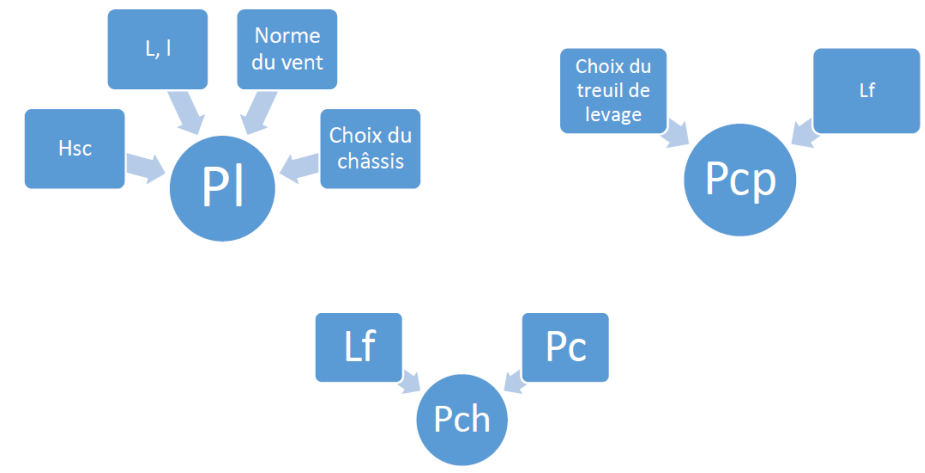 L, l
Norme
du vent
Hsc
Choix du
châssis
Pl
Choix du
treuil de
levage
Lf
Pcp
Lf
Pc
Pch